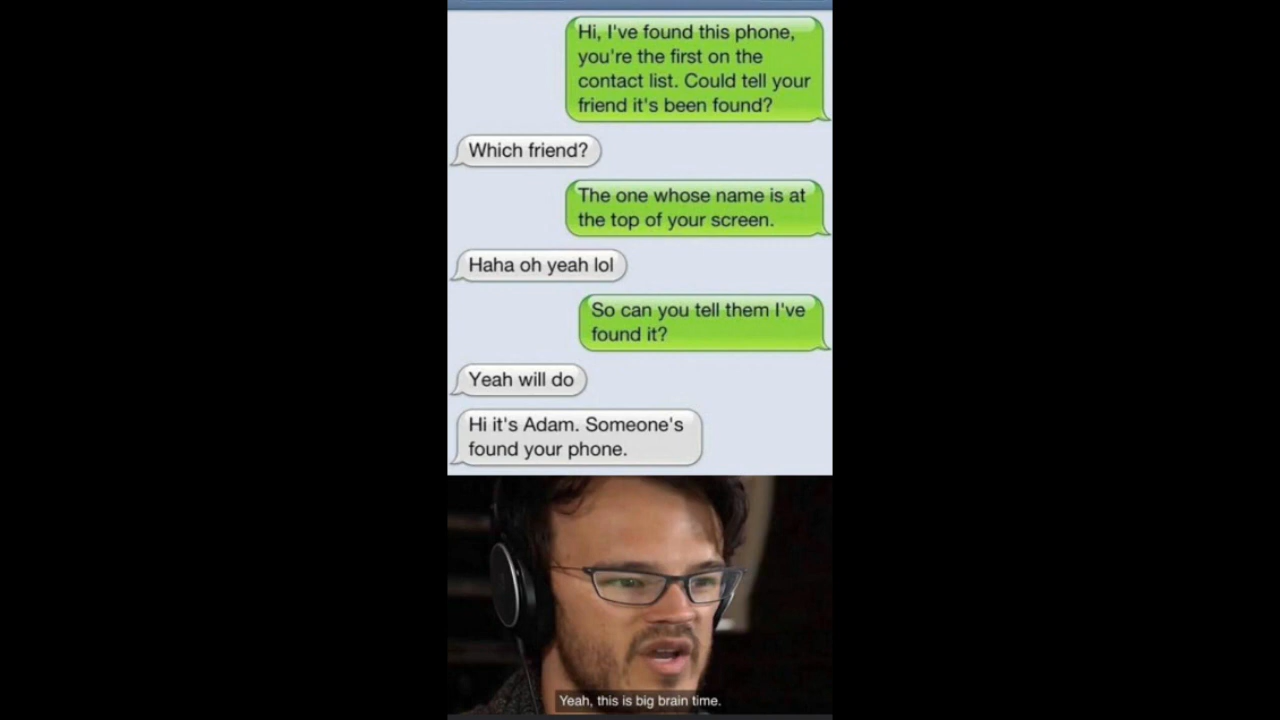 Hi, I've found this phone,
you're the first on the
contact list. Could tell your
friend it's been found?
Which friend?
The one whose name is at
the top of your screen.
Haha oh yeah lol
So can you tell them I've
found it?
Yeah will do
Hi it's Adam. Someone's
found your phone.
Yeah, this is big brain time.